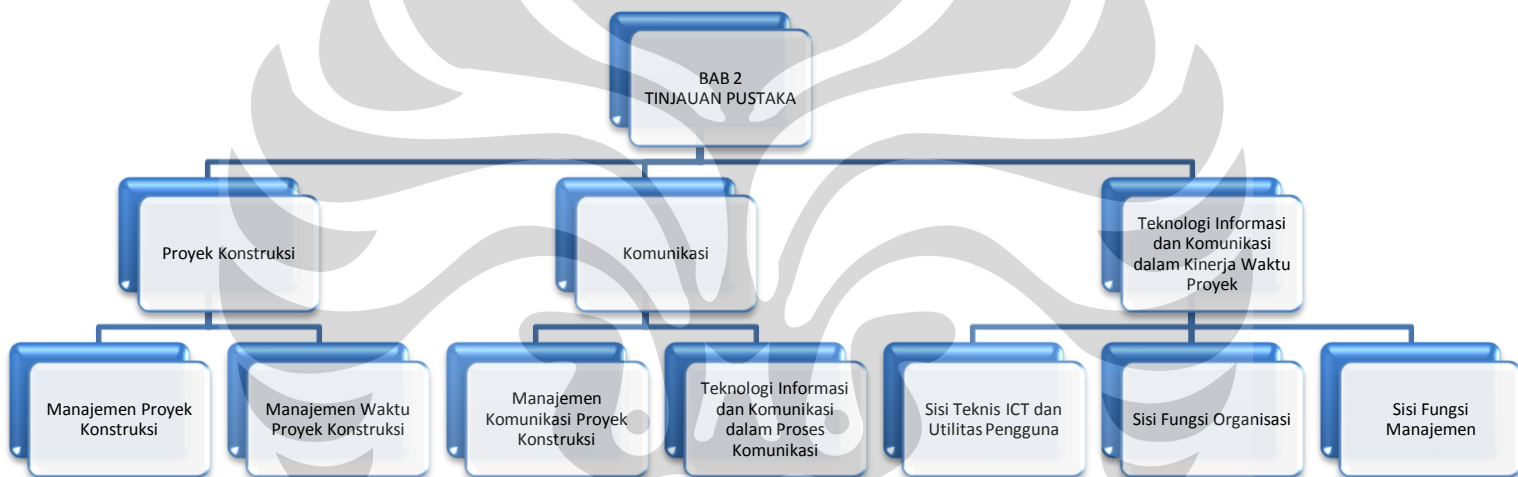 BAB 2
TINJAUAN PUSTAKA
Proyek Konstruksi
Komunikasi
Teknologi Informasi
dan Komunikasi
dalam Kinerja Waktu
Proyek
Manajemen Proyek
Konstruksi
Manajemen Waktu
Proyek Konstruksi
Manajemen
Komunikasi Proyek
Konstruksi
Teknologi Informasi
dan Komunikasi
dalam Proses
Komunikasi
Sisi Teknis ICT dan
Utilitas Pengguna
Sisi Fungsi Organisasi
Sisi Fungsi
Manajemen